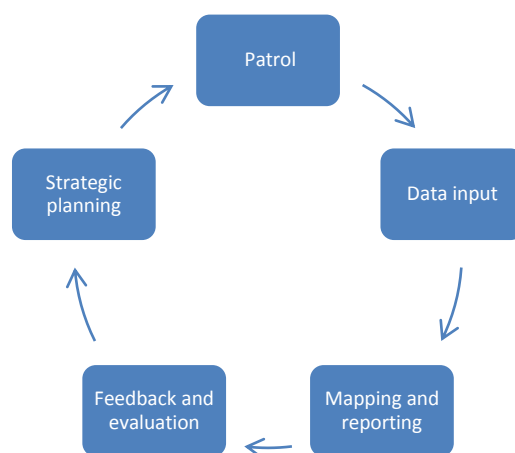 Patrol
Data input
Mapping and
reporting
Feedback and
evaluation
Strategic
planning